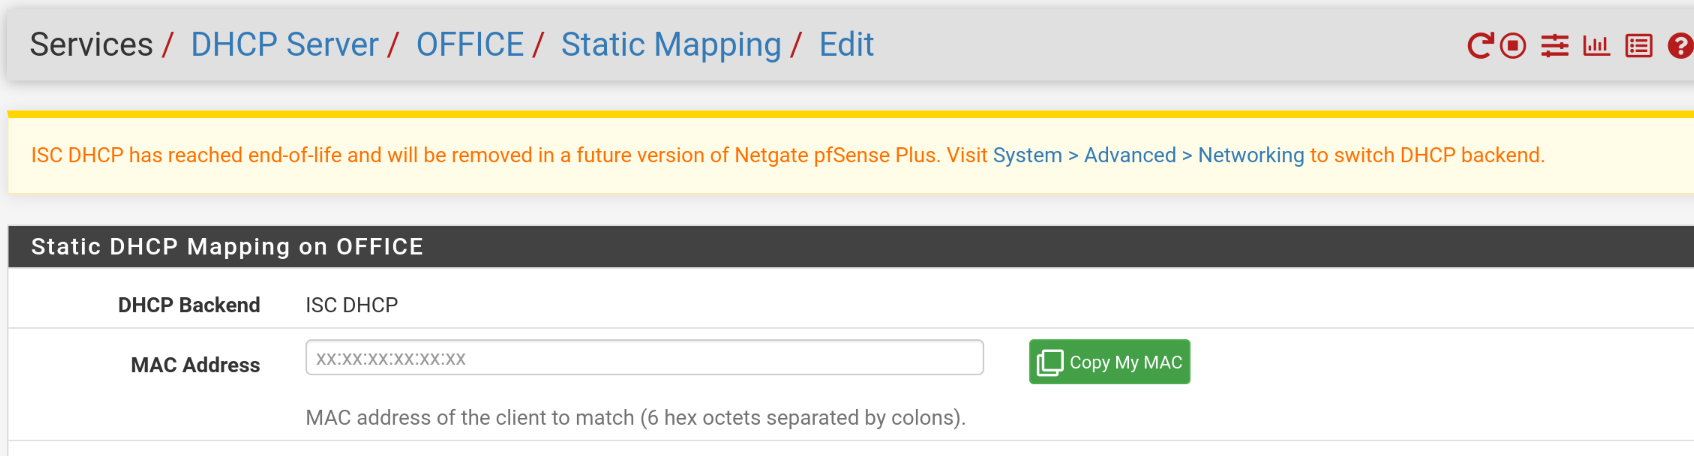 Services / DHCP Server / OFFICE / Static Mapping / Edit
ISC DHCP has reached end-of-life and will be removed in a future version of Netgate pfSense Plus. Visit System > Advanced > Networking to switch DHCP backend.
Static DHCP Mapping on OFFICE
DHCP Backend ISC DHCP
MAC Address xx:xx:xx:xx:xx:xx Copy My MAC
MAC address of the client to match (6 hex octets separated by colons).